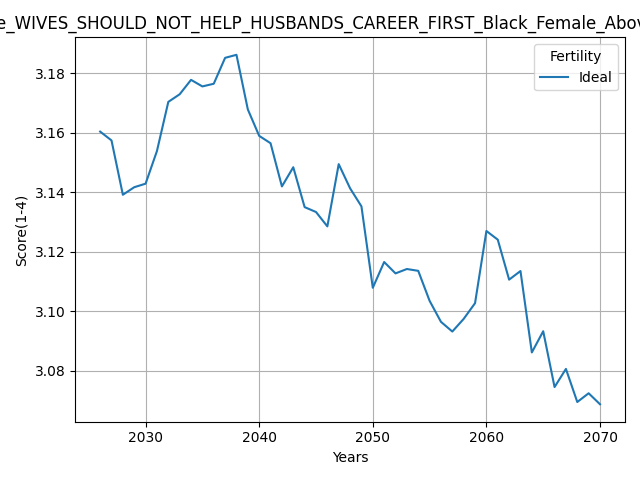 e_WIVES_SHOULD_NOT_HELP_HUSBANDS_CAREER_FIRST_Black_Female_Abov
Fertility
Ideal
3.18
3.16
3.14
3.12
3.10
3.08
Score(1-4)
2030 2040 2050 2060 2070
Years